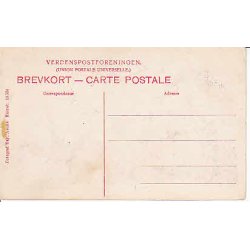 VERDENSPOSTFORENINGEN.
(UNION POSTALE UNIVERSELLE.)
BREVKORT — CARTE POSTALE
Correspondance
Adresse